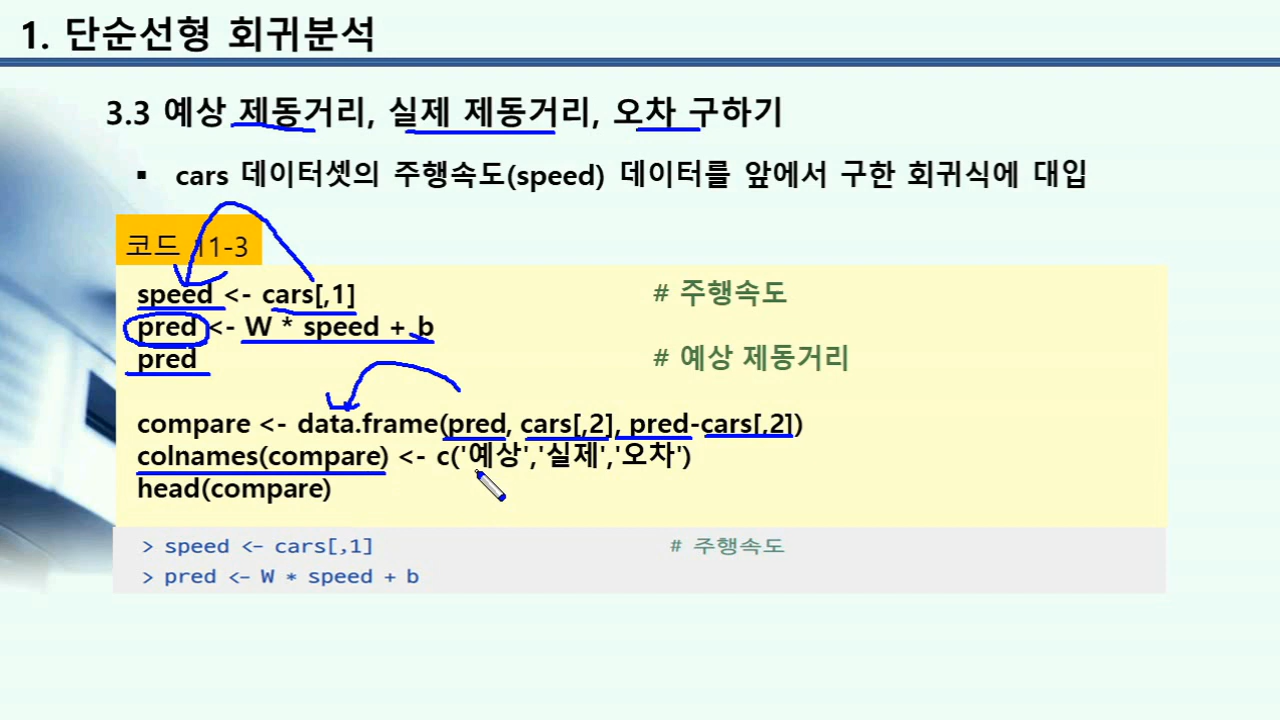 1. 단순선형 회귀분석
3.3 예상 제동거리, 실제 제동거리, 오차 구하기
▪ cars 데이터셋의 주행속도(speed) 데이터를 앞에서 구한 회귀식에 대입
코드 11-3
speed <- cars[,1] # 주행속도
pred <- W * speed + b
pred # 예상 제동거리
compare <- data.frame(pred, cars[,2], pred-cars[,2])
colnames(compare) <- c('예상','실제','오차')
head(compare)
> speed <- cars[,1] # 주행속도
> pred <- W * speed + b